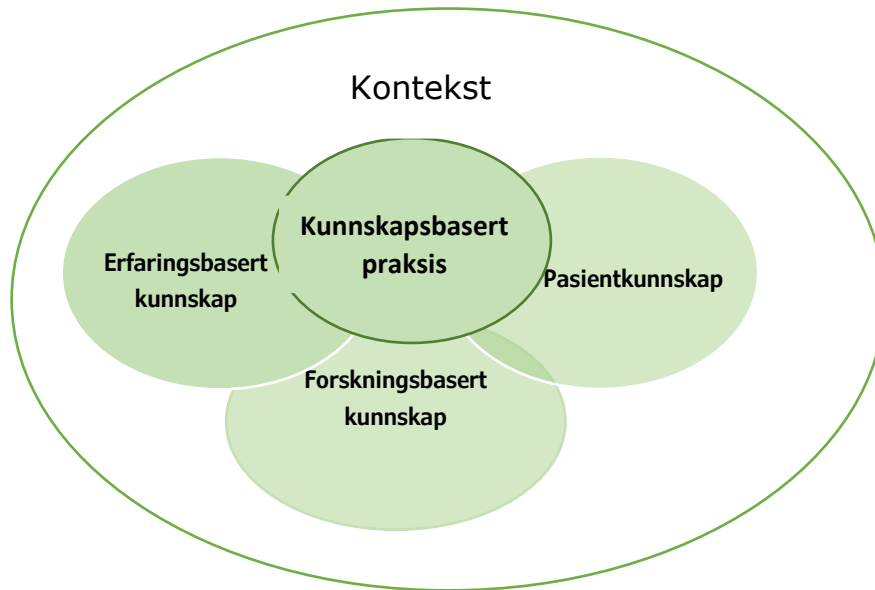 Kontekst
Kunnskapsbasert
praksis
Erfaringsbasert
kunnskap
Pasientkunnskap
Forskningsbasert
kunnskap